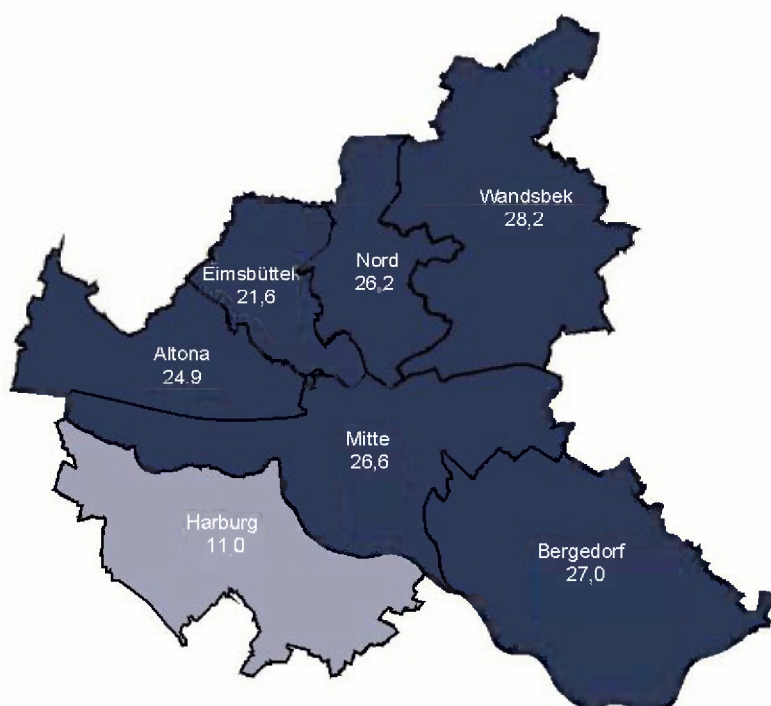 Wandsbek
28,2
Nord
26,2
Eimsbüttel
21,6
Altona
24.9
Mitte
26,6
Harburg
11.0
Bergedorf
27,0